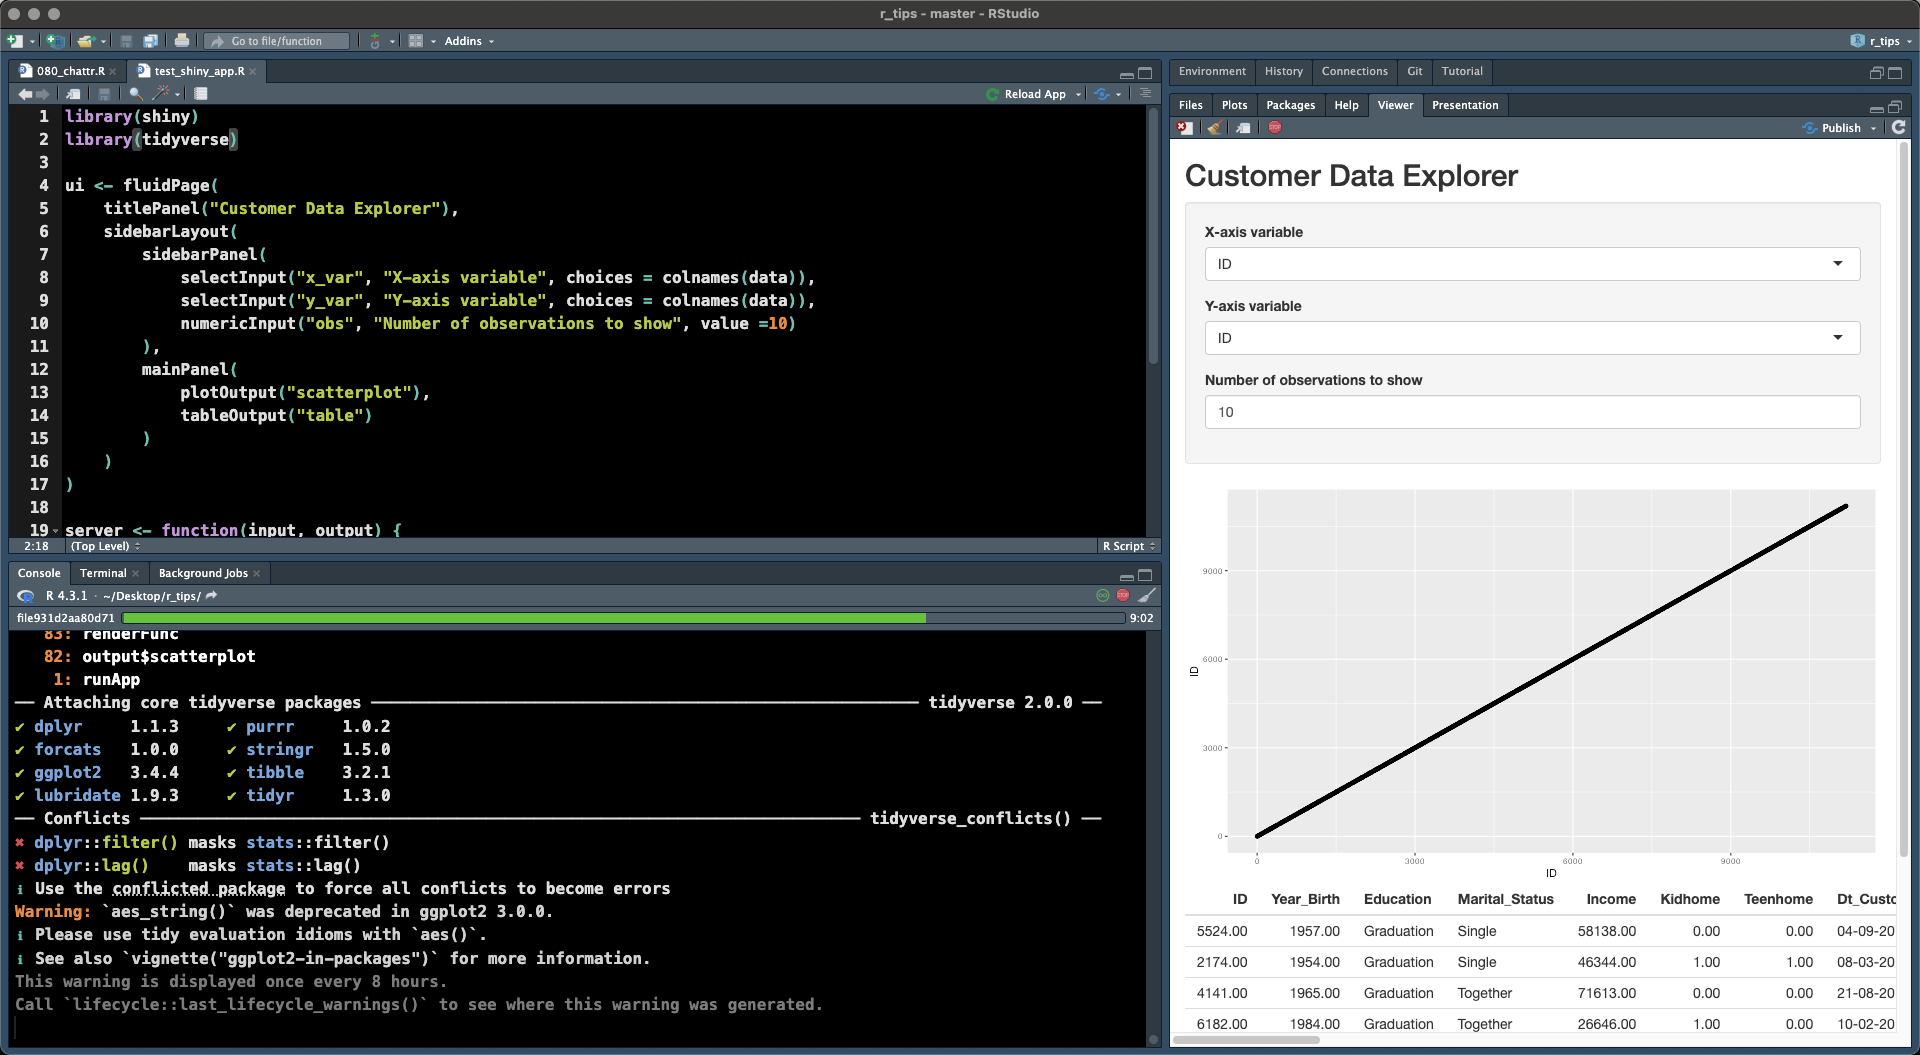 r_tips - master - RStudio
Go to file/function
Addins
r_tips
080_chattr.R
test_shiny_app.R
Reload App
1 library(shiny)
2 library(tidyverse)
3
4 ui <- fluidPage(
5 titlePanel("Customer Data Explorer"),
6 sidebarLayout(
7 sidebarPanel(
8 selectInput("x_var", "X-axis variable", choices = colnames(data)),
9 selectInput("y_var", "Y-axis variable", choices = colnames(data)),
10 numericInput("obs", "Number of observations to show", value =10)
11 ),
12 mainPanel(
13 plotOutput("scatterplot"),
14 tableOutput("table")
15 )
16 )
17 )
18
19 server <- function(input, output) {
2:18 (Top Level) R Script
Console Terminal Background Jobs
R 4.3.1 · ~/Desktop/r_tips/
file931d2aa80d71 9:02
83: renderFunc
82: output$scatterplot
1: runApp
── Attaching core tidyverse packages ── tidyverse 2.0.0 ──
✔ dplyr 1.1.3 ✔ purrr 1.0.2
✔ forcats 1.0.0 ✔ stringr 1.5.0
✔ ggplot2 3.4.4 ✔ tibble 3.2.1
✔ lubridate 1.9.3 ✔ tidyr 1.3.0
── Conflicts ── tidyverse_conflicts() ──
✖ dplyr::filter() masks stats::filter()
✖ dplyr::lag() masks stats::lag()
ℹ Use the conflicted package to force all conflicts to become errors
Warning: `aes_string()` was deprecated in ggplot2 3.0.0.
ℹ Please use tidy evaluation idioms with `aes()`.
ℹ See also `vignette("ggplot2-in-packages")` for more information.
This warning is displayed once every 8 hours.
Call `lifecycle::last_lifecycle_warnings()` to see where this warning was generated.
Environment History Connections Git Tutorial
Files Plots Packages Help Viewer Presentation
STOP
Publish
Customer Data Explorer
X-axis variable
ID
Y-axis variable
ID
Number of observations to show
10
9000
6000
3000
0
ID
0 3000 6000 9000
ID
ID Year_Birth Education Marital_Status Income Kidhome Teenhome Dt_Custo
5524.00 1957.00 Graduation Single 58138.00 0.00 0.00 04-09-20
2174.00 1954.00 Graduation Single 46344.00 1.00 1.00 08-03-20
4141.00 1965.00 Graduation Together 71613.00 0.00 0.00 21-08-20
6182.00 1984.00 Graduation Together 26646.00 1.00 0.00 10-02-20